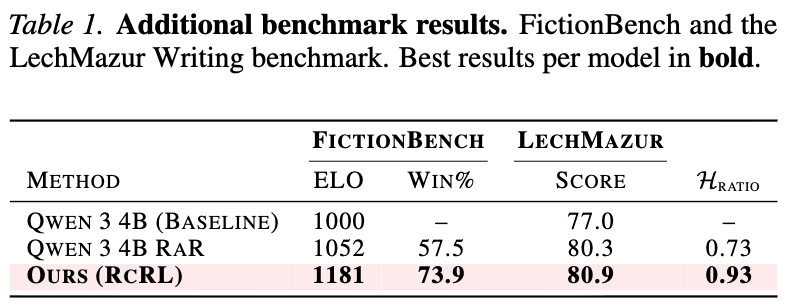 Table 1. Additional benchmark results. FictionBench and the
LechMazur Writing benchmark. Best results per model in bold.
FICTIONBENCH LECHMAZUR
METHOD ELO WIN% SCORE ℋ_RATIO
QWEN 3 4B (BASELINE) 1000 – 77.0 –
QWEN 3 4B RAR 1052 57.5 80.3 0.73
OURS (RCRL) 1181 73.9 80.9 0.93